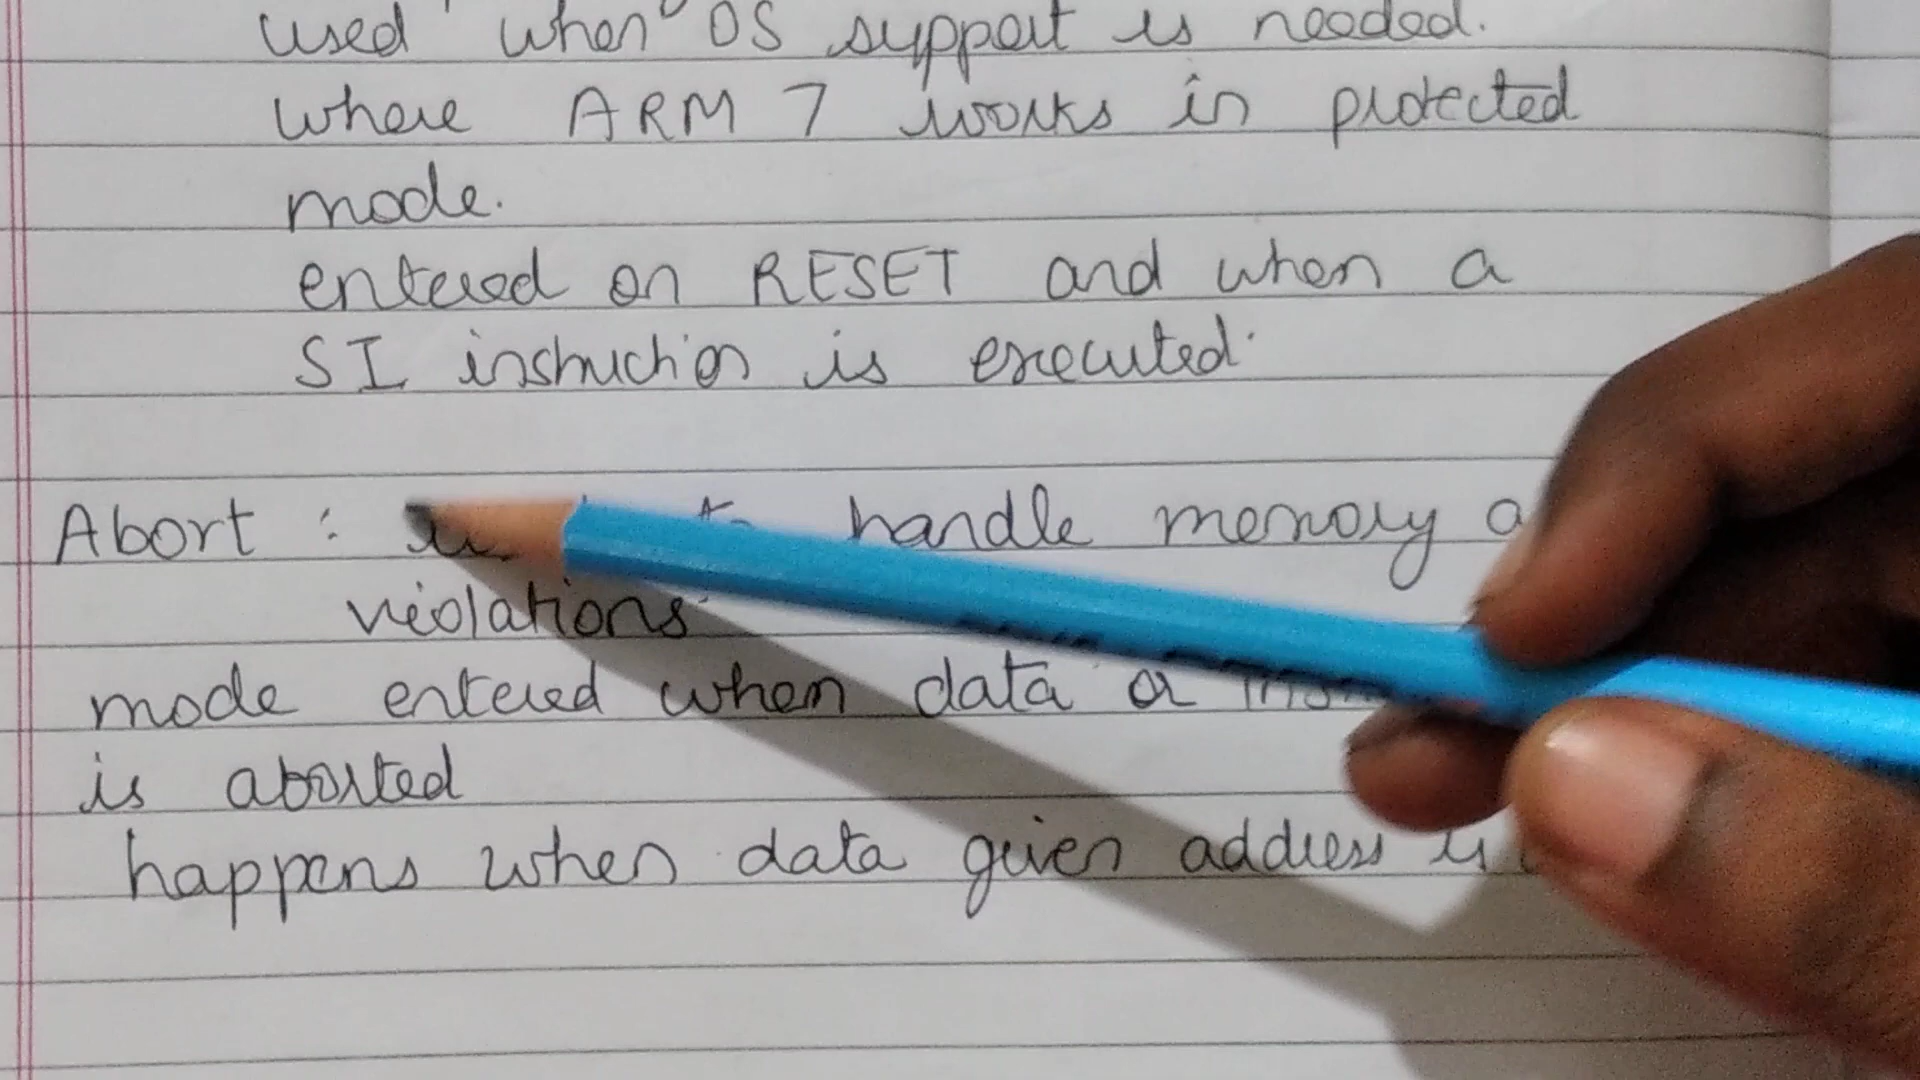 used when OS support is needed.
where ARM 7 works in protected
mode.
entered on RESET and when a
SI instruction is executed.
Abort : to handle memory
violations
mode entered when data or
is aborted
happens when data given address is